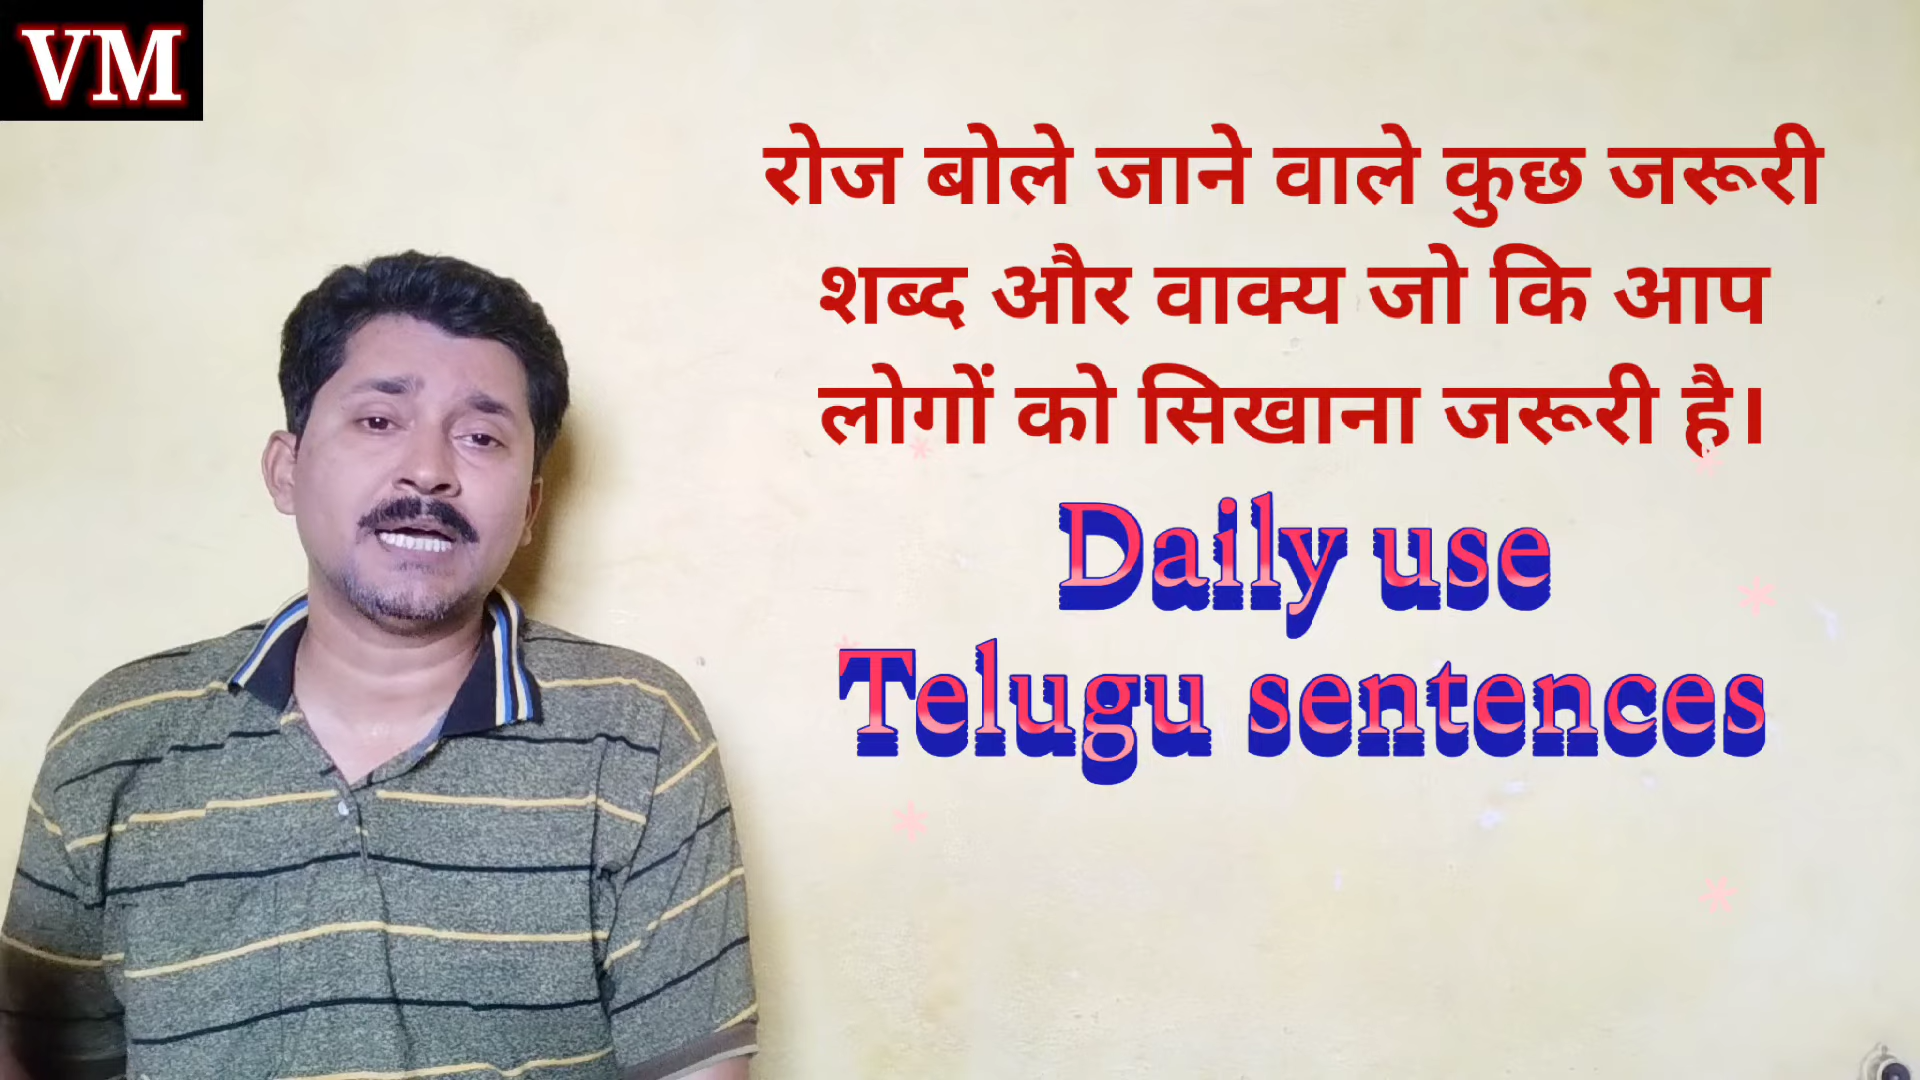 VM
रोज बोले जाने वाले कुछ जरूरी
शब्द और वाक्य जो कि आप
लोगों को सिखाना जरूरी है।
Daily use
Telugu sentences